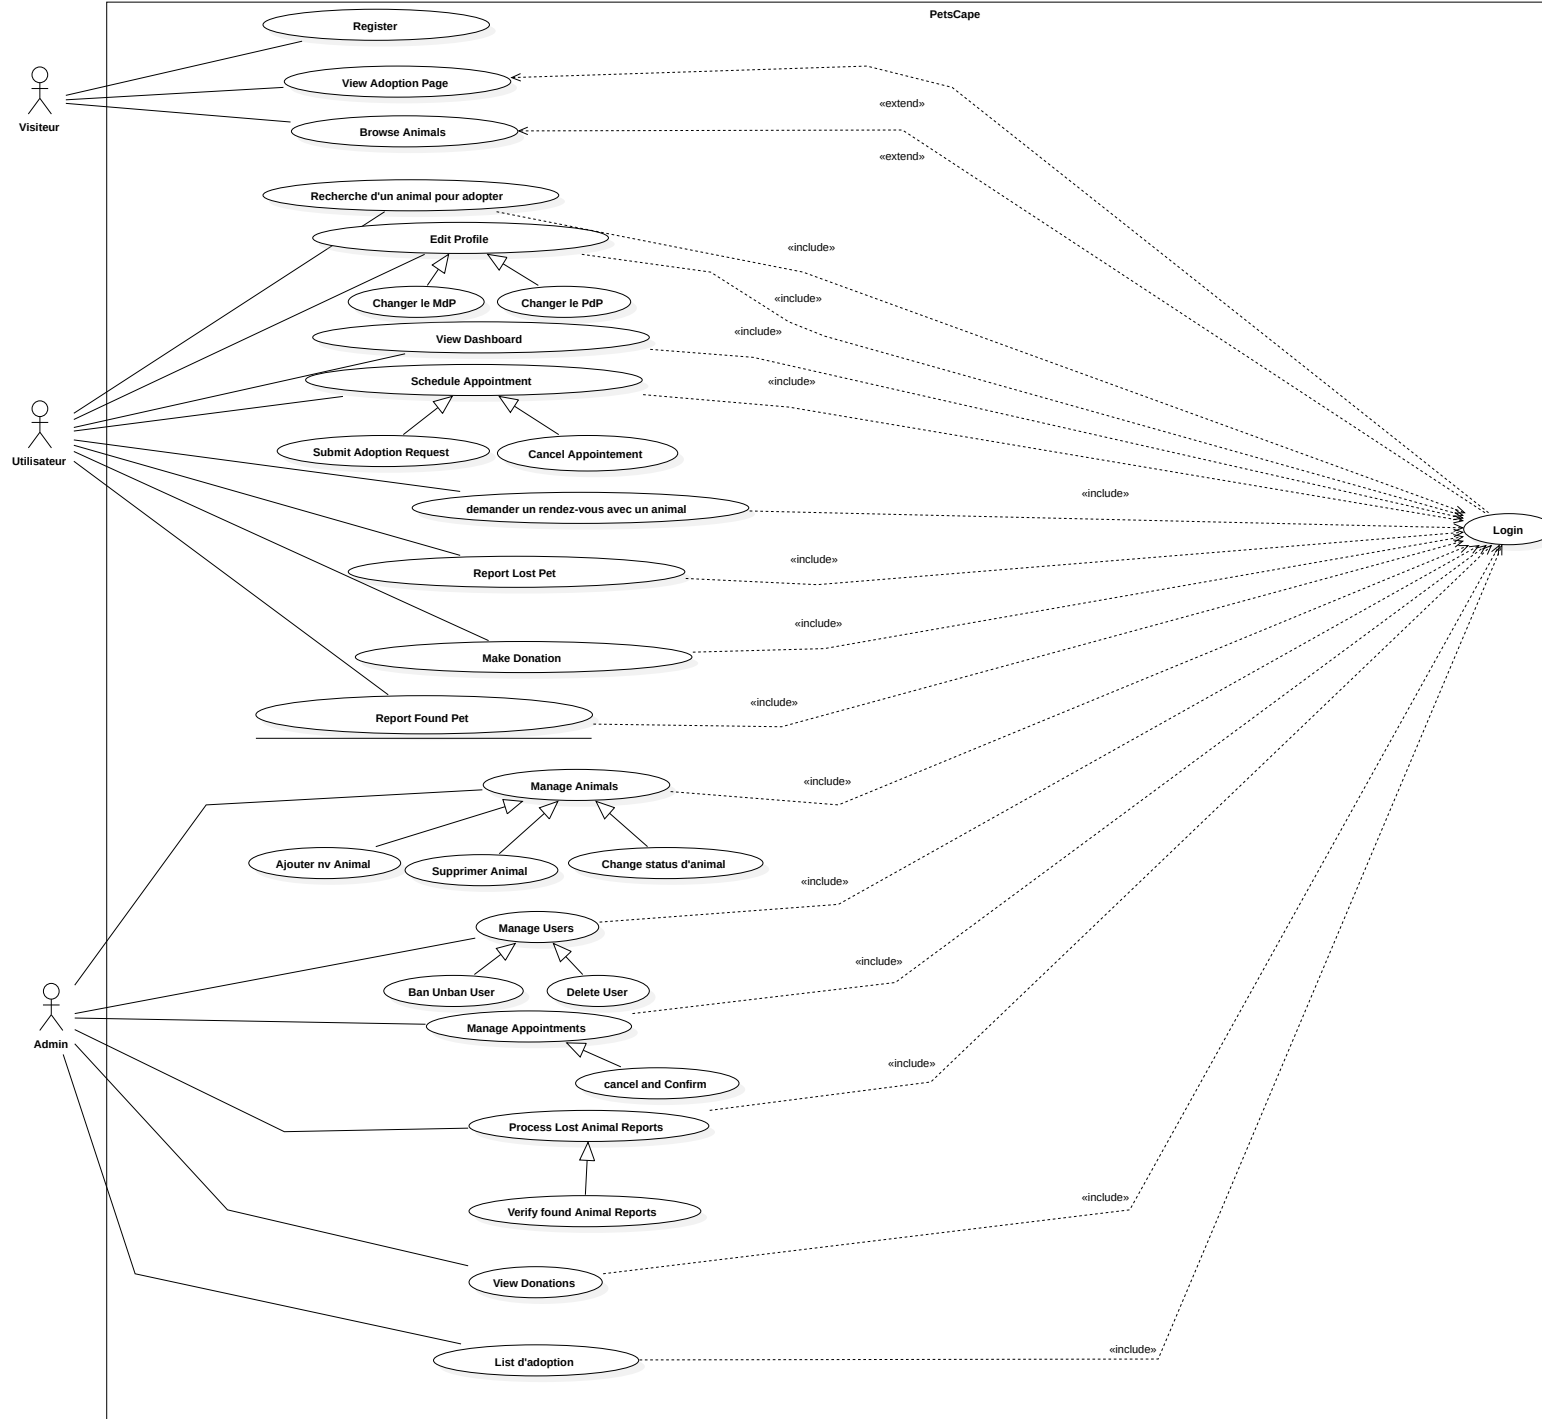 PetsCape
Register
View Adoption Page
«extend»
Visiteur
Browse Animals
«extend»
Recherche d'un animal pour adopter
Edit Profile
«include»
Changer le MdP
Changer le PdP
«include»
View Dashboard
«include»
Schedule Appointment
«include»
Utilisateur
Submit Adoption Request
Cancel Appointement
«include»
demander un rendez-vous avec un animal
Login
«include»
Report Lost Pet
«include»
Make Donation
«include»
Report Found Pet
Manage Animals
«include»
Ajouter nv Animal
Supprimer Animal
Change status d'animal
«include»
Manage Users
«include»
Ban Unban User
Delete User
Manage Appointments
Admin
«include»
cancel and Confirm
Process Lost Animal Reports
«include»
Verify found Animal Reports
View Donations
«include»
List d'adoption